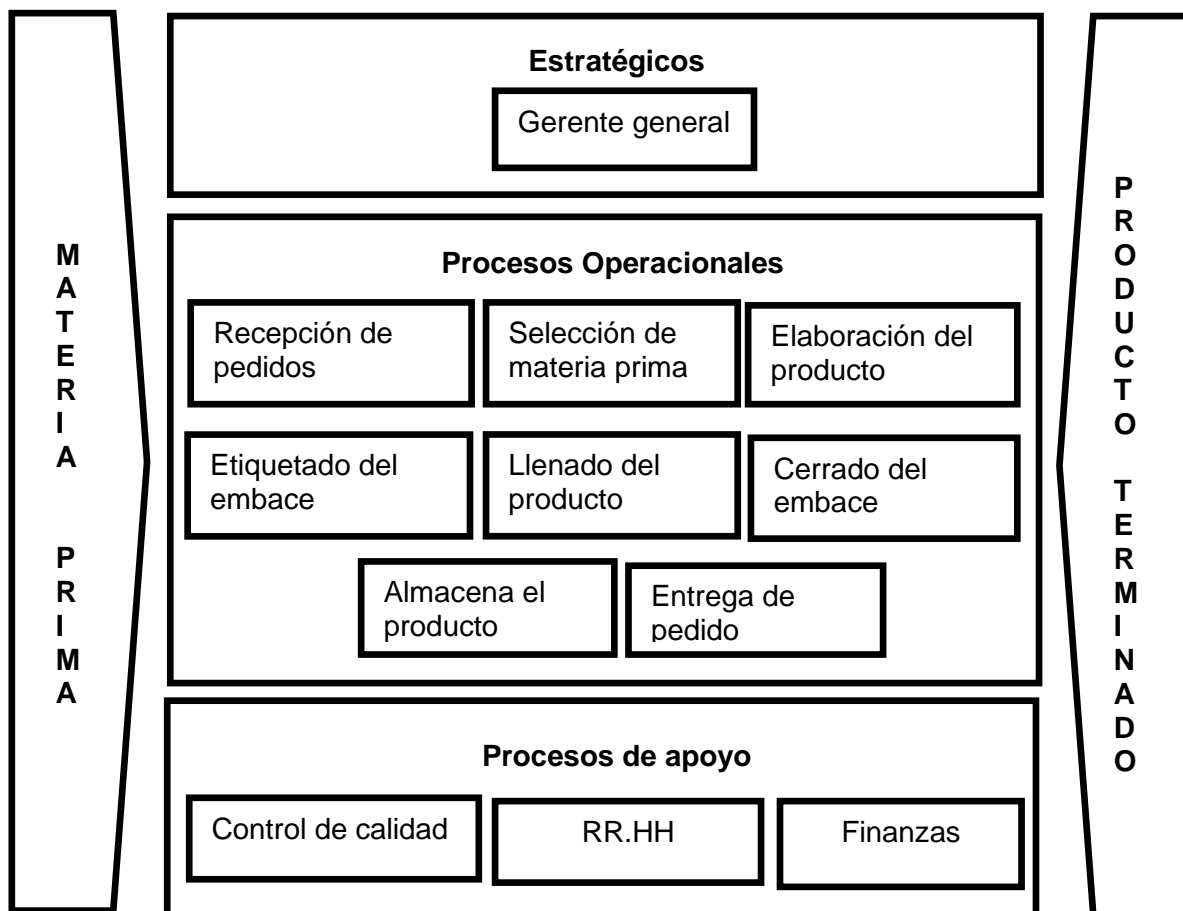 MATERIA PRIMA
Estratégicos
Gerente general
Procesos Operacionales
Recepción de
pedidos
Selección de
materia prima
Elaboración del
producto
Etiquetado del
embace
Llenado del
producto
Cerrado del
embace
Almacena el
producto
Entrega de
pedido
Procesos de apoyo
Control de calidad
RR.HH
Finanzas
PRODUCTO TERMINADO